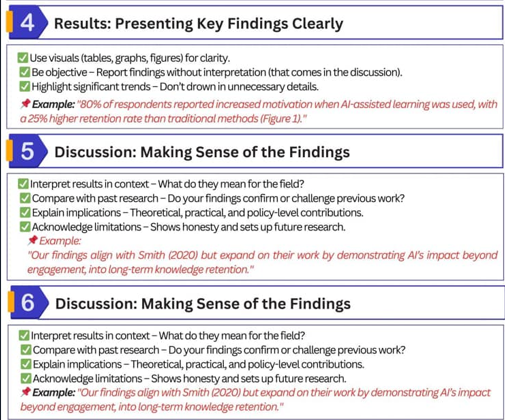 4 Results: Presenting Key Findings Clearly
✅ Use visuals (tables, graphs, figures) for clarity.
✅ Be objective – Report findings without interpretation (that comes in the discussion).
✅ Highlight significant trends – Don't drown in unnecessary details.
📌 Example: "80% of respondents reported increased motivation when AI-assisted learning was used, with
a 25% higher retention rate than traditional methods (Figure 1)."
5 Discussion: Making Sense of the Findings
✅ Interpret results in context – What do they mean for the field?
✅ Compare with past research – Do your findings confirm or challenge previous work?
✅ Explain implications – Theoretical, practical, and policy-level contributions.
✅ Acknowledge limitations – Shows honesty and sets up future research.
📌 Example:
"Our findings align with Smith (2020) but expand on their work by demonstrating AI's impact beyond
engagement, into long-term knowledge retention."
6 Discussion: Making Sense of the Findings
✅ Interpret results in context – What do they mean for the field?
✅ Compare with past research – Do your findings confirm or challenge previous work?
✅ Explain implications – Theoretical, practical, and policy-level contributions.
✅ Acknowledge limitations – Shows honesty and sets up future research.
📌 Example: "Our findings align with Smith (2020) but expand on their work by demonstrating AI's impact
beyond engagement, into long-term knowledge retention."